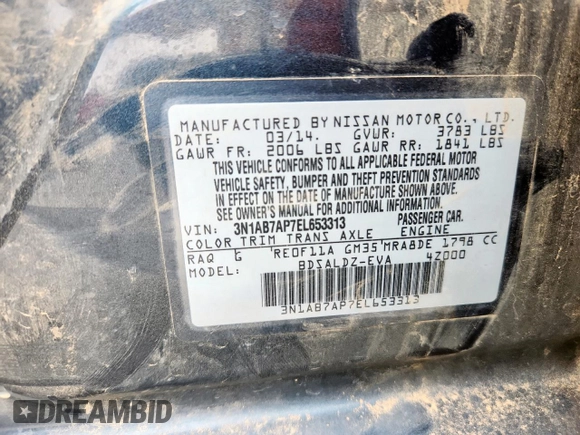 MANUFACTURED BY NISSAN MOTOR CO., LTD.
DATE: 03/14. GVWR: 3783 LBS
GAWR FR: 2006 LBS GAWR RR: 1841 LBS
THIS VEHICLE CONFORMS TO ALL APPLICABLE FEDERAL MOTOR
VEHICLE SAFETY, BUMPER AND THEFT PREVENTION STANDARDS
IN EFFECT ON THE DATE OF MANUFACTURE SHOWN ABOVE.
SEE OWNER'S MANUAL FOR ADDITIONAL INFORMATION.
VIN: 3N1AB7AP7EL653313 PASSENGER CAR.
COLOR TRIM TRANS AXLE ENGINE
RAQ G RE0F11A GM35 MRA8DE 1798 CC
MODEL: BDSALDZ-EVA 4Z000
3N1AB7AP7EL653313
DREAMBID